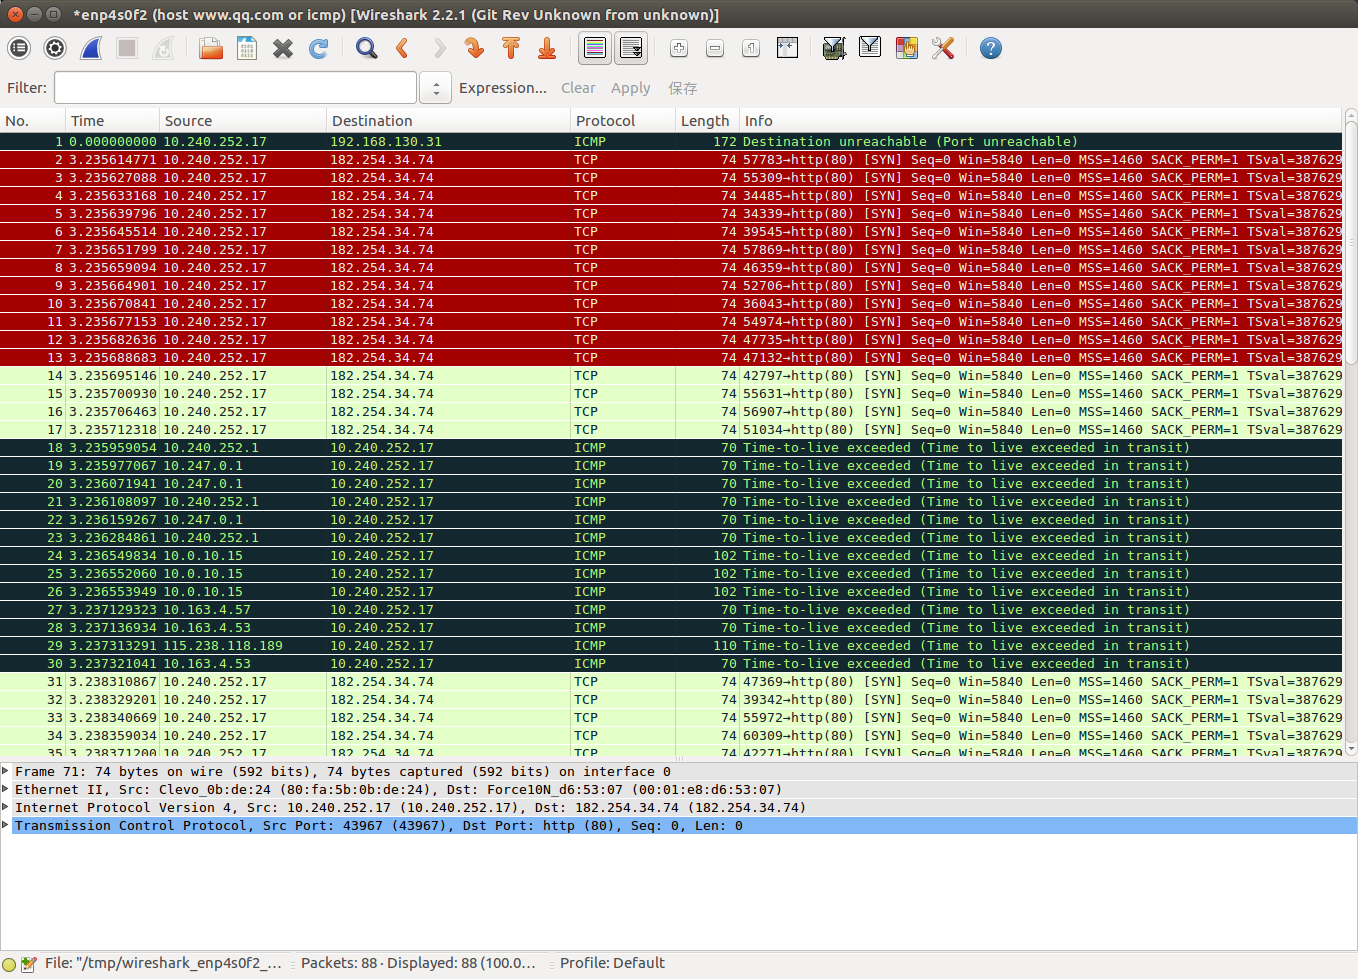 *enp4s0f2 (host www.qq.com or icmp) [Wireshark 2.2.1 (Git Rev Unknown from unknown)]
Filter: Expression... Clear Apply 保存
No. Time Source Destination Protocol Length Info
1 0.000000000 10.240.252.17 192.168.130.31 ICMP 172 Destination unreachable (Port unreachable)
2 3.235614771 10.240.252.17 182.254.34.74 TCP 74 57783→http(80) [SYN] Seq=0 Win=5840 Len=0 MSS=1460 SACK_PERM=1 TSval=387629
3 3.235627088 10.240.252.17 182.254.34.74 TCP 74 55309→http(80) [SYN] Seq=0 Win=5840 Len=0 MSS=1460 SACK_PERM=1 TSval=387629
4 3.235633168 10.240.252.17 182.254.34.74 TCP 74 34485→http(80) [SYN] Seq=0 Win=5840 Len=0 MSS=1460 SACK_PERM=1 TSval=387629
5 3.235639796 10.240.252.17 182.254.34.74 TCP 74 34339→http(80) [SYN] Seq=0 Win=5840 Len=0 MSS=1460 SACK_PERM=1 TSval=387629
6 3.235645514 10.240.252.17 182.254.34.74 TCP 74 39545→http(80) [SYN] Seq=0 Win=5840 Len=0 MSS=1460 SACK_PERM=1 TSval=387629
7 3.235651799 10.240.252.17 182.254.34.74 TCP 74 57869→http(80) [SYN] Seq=0 Win=5840 Len=0 MSS=1460 SACK_PERM=1 TSval=387629
8 3.235659094 10.240.252.17 182.254.34.74 TCP 74 46359→http(80) [SYN] Seq=0 Win=5840 Len=0 MSS=1460 SACK_PERM=1 TSval=387629
9 3.235664901 10.240.252.17 182.254.34.74 TCP 74 52706→http(80) [SYN] Seq=0 Win=5840 Len=0 MSS=1460 SACK_PERM=1 TSval=387629
10 3.235670841 10.240.252.17 182.254.34.74 TCP 74 36043→http(80) [SYN] Seq=0 Win=5840 Len=0 MSS=1460 SACK_PERM=1 TSval=387629
11 3.235677153 10.240.252.17 182.254.34.74 TCP 74 54974→http(80) [SYN] Seq=0 Win=5840 Len=0 MSS=1460 SACK_PERM=1 TSval=387629
12 3.235682636 10.240.252.17 182.254.34.74 TCP 74 47735→http(80) [SYN] Seq=0 Win=5840 Len=0 MSS=1460 SACK_PERM=1 TSval=387629
13 3.235688683 10.240.252.17 182.254.34.74 TCP 74 47132→http(80) [SYN] Seq=0 Win=5840 Len=0 MSS=1460 SACK_PERM=1 TSval=387629
14 3.235695146 10.240.252.17 182.254.34.74 TCP 74 42797→http(80) [SYN] Seq=0 Win=5840 Len=0 MSS=1460 SACK_PERM=1 TSval=387629
15 3.235700930 10.240.252.17 182.254.34.74 TCP 74 55631→http(80) [SYN] Seq=0 Win=5840 Len=0 MSS=1460 SACK_PERM=1 TSval=387629
16 3.235706463 10.240.252.17 182.254.34.74 TCP 74 56907→http(80) [SYN] Seq=0 Win=5840 Len=0 MSS=1460 SACK_PERM=1 TSval=387629
17 3.235712318 10.240.252.17 182.254.34.74 TCP 74 51034→http(80) [SYN] Seq=0 Win=5840 Len=0 MSS=1460 SACK_PERM=1 TSval=387629
18 3.235959054 10.240.252.1 10.240.252.17 ICMP 70 Time-to-live exceeded (Time to live exceeded in transit)
19 3.235977067 10.247.0.1 10.240.252.17 ICMP 70 Time-to-live exceeded (Time to live exceeded in transit)
20 3.236071941 10.247.0.1 10.240.252.17 ICMP 70 Time-to-live exceeded (Time to live exceeded in transit)
21 3.236108097 10.240.252.1 10.240.252.17 ICMP 70 Time-to-live exceeded (Time to live exceeded in transit)
22 3.236159267 10.247.0.1 10.240.252.17 ICMP 70 Time-to-live exceeded (Time to live exceeded in transit)
23 3.236284861 10.240.252.1 10.240.252.17 ICMP 70 Time-to-live exceeded (Time to live exceeded in transit)
24 3.236549834 10.0.10.15 10.240.252.17 ICMP 102 Time-to-live exceeded (Time to live exceeded in transit)
25 3.236552060 10.0.10.15 10.240.252.17 ICMP 102 Time-to-live exceeded (Time to live exceeded in transit)
26 3.236553949 10.0.10.15 10.240.252.17 ICMP 102 Time-to-live exceeded (Time to live exceeded in transit)
27 3.237129323 10.163.4.57 10.240.252.17 ICMP 70 Time-to-live exceeded (Time to live exceeded in transit)
28 3.237136934 10.163.4.53 10.240.252.17 ICMP 70 Time-to-live exceeded (Time to live exceeded in transit)
29 3.237313291 115.238.118.189 10.240.252.17 ICMP 110 Time-to-live exceeded (Time to live exceeded in transit)
30 3.237321041 10.163.4.53 10.240.252.17 ICMP 70 Time-to-live exceeded (Time to live exceeded in transit)
31 3.238310867 10.240.252.17 182.254.34.74 TCP 74 47369→http(80) [SYN] Seq=0 Win=5840 Len=0 MSS=1460 SACK_PERM=1 TSval=387629
32 3.238329201 10.240.252.17 182.254.34.74 TCP 74 39342→http(80) [SYN] Seq=0 Win=5840 Len=0 MSS=1460 SACK_PERM=1 TSval=387629
33 3.238340669 10.240.252.17 182.254.34.74 TCP 74 55972→http(80) [SYN] Seq=0 Win=5840 Len=0 MSS=1460 SACK_PERM=1 TSval=387629
34 3.238359034 10.240.252.17 182.254.34.74 TCP 74 60309→http(80) [SYN] Seq=0 Win=5840 Len=0 MSS=1460 SACK_PERM=1 TSval=387629
35 3.238371200 10.240.252.17 182.254.34.74 TCP 74 42271→http(80) [SYN] Seq=0 Win=5840 Len=0 MSS=1460 SACK_PERM=1 TSval=387629
Frame 71: 74 bytes on wire (592 bits), 74 bytes captured (592 bits) on interface 0
Ethernet II, Src: Clevo_0b:de:24 (80:fa:5b:0b:de:24), Dst: Force10N_d6:53:07 (00:01:e8:d6:53:07)
Internet Protocol Version 4, Src: 10.240.252.17 (10.240.252.17), Dst: 182.254.34.74 (182.254.34.74)
Transmission Control Protocol, Src Port: 43967 (43967), Dst Port: http (80), Seq: 0, Len: 0
File: "/tmp/wireshark_enp4s0f2_... Packets: 88 · Displayed: 88 (100.0... Profile: Default